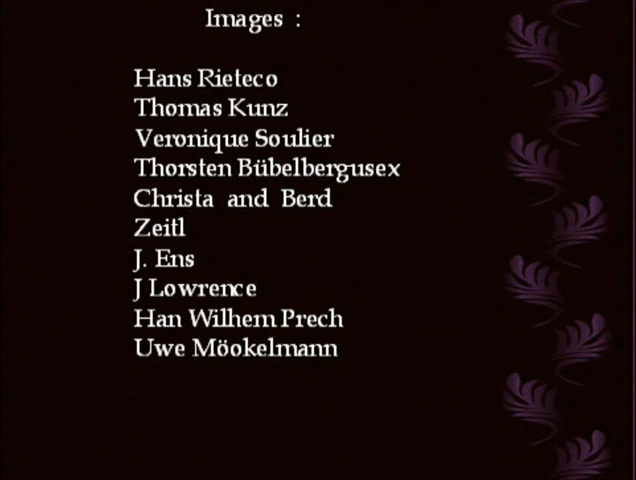 Images :
Hans Rieteco
Thomas Kunz
Veronique Soulier
Thorsten Bübelbergusex
Christa and Berd
Zeitl
J. Ens
J Lowrence
Han Wilhem Prech
Uwe Möokelmann